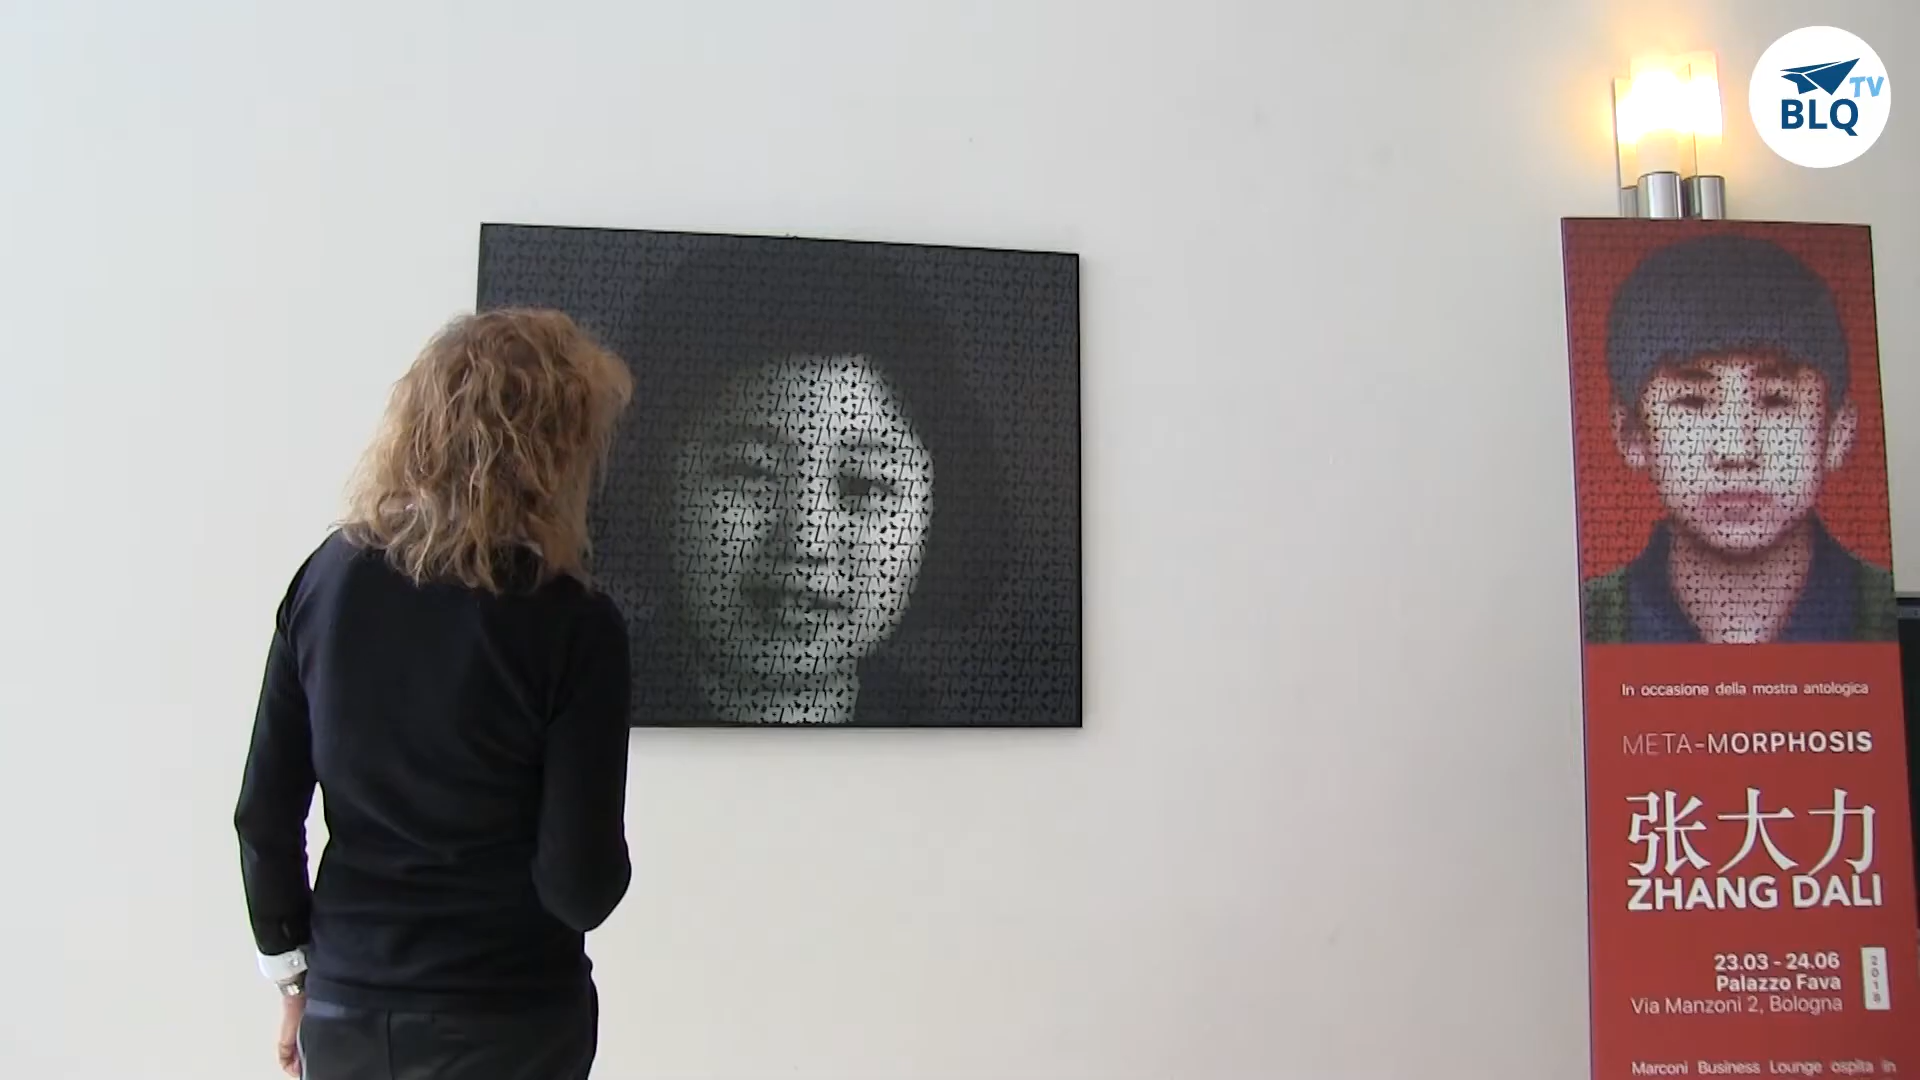 TV
BLQ
In occasione della mostra antologica
META-MORPHOSIS
张大力
ZHANG DALI
23.03 - 24.06
2018
Palazzo Fava
Via Manzoni 2, Bologna
Marconi Business Lounge ospita in